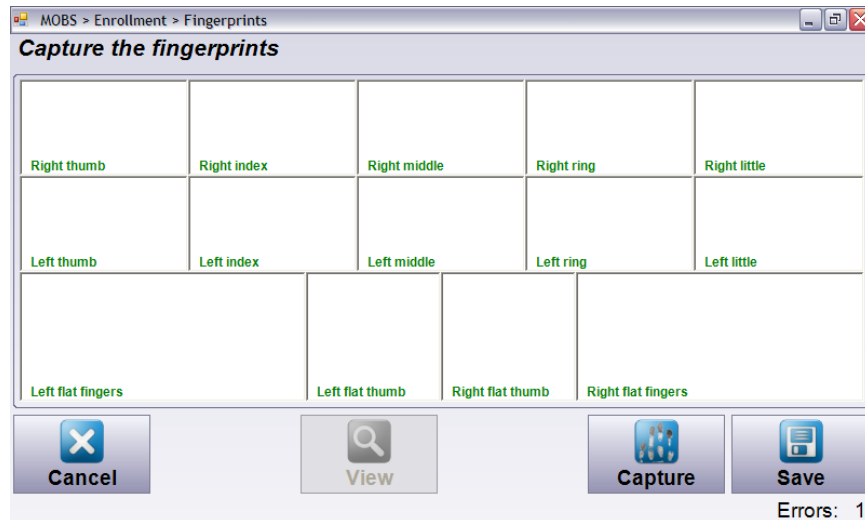 MOBS > Enrollment > Fingerprints
Capture the fingerprints
Right thumb Right index Right middle Right ring Right little
Left thumb Left index Left middle Left ring Left little
Left flat fingers Left flat thumb Right flat thumb Right flat fingers
Cancel View Capture Save
Errors: 1